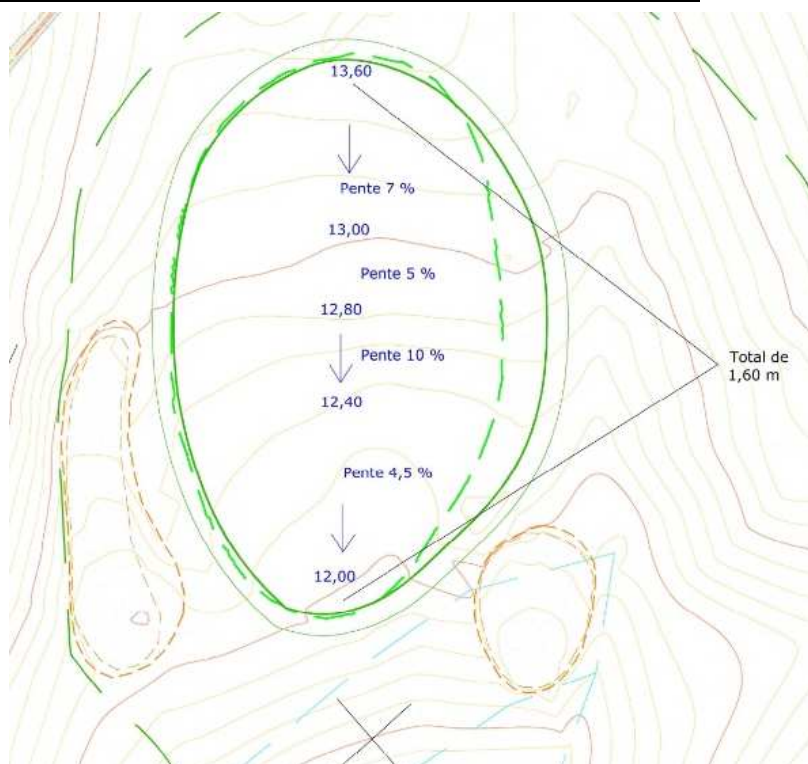 13,60
Pente 7 %
13,00
Pente 5 %
12,80
Pente 10 %
Total de
1,60 m
12,40
Pente 4,5 %
12,00